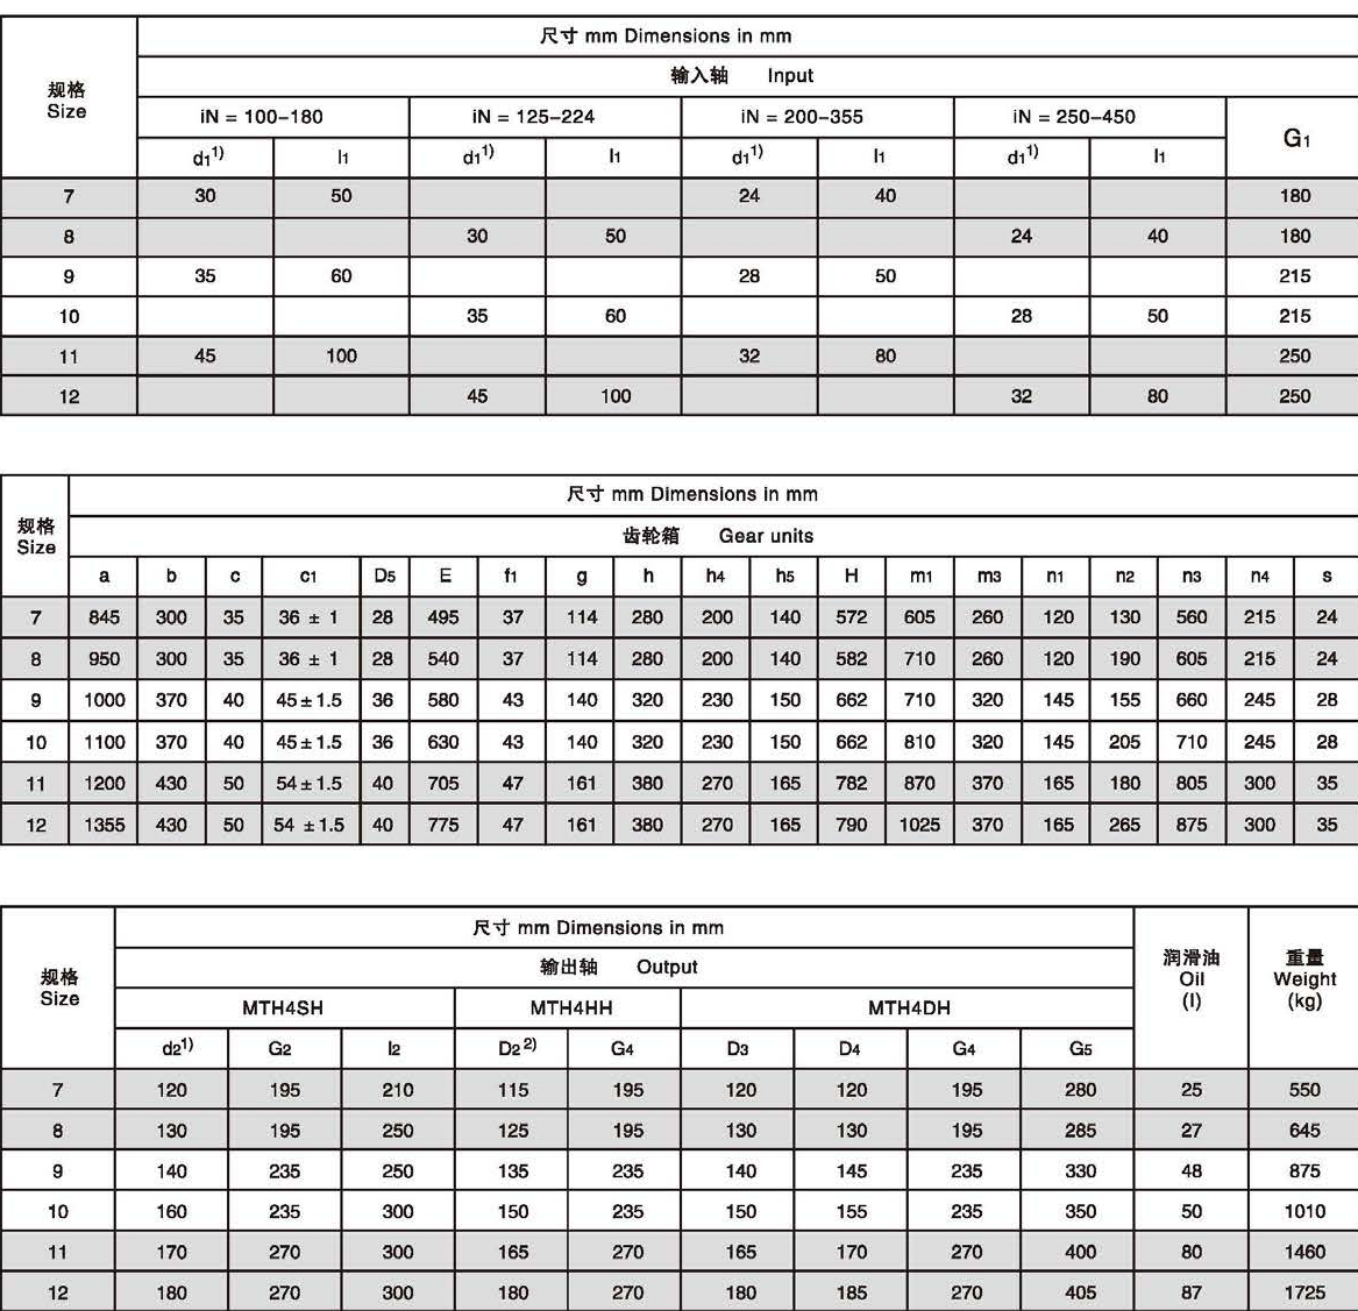 尺寸 mm Dimensions in mm
规格
Size
输入轴 Input
iN = 100-180 iN = 125-224 iN = 200-355 iN = 250-450 G1
d1 1) l1 d1 1) l1 d1 1) l1 d1 1) l1
7 30 50 24 40 180
8 30 50 24 40 180
9 35 60 28 50 215
10 35 60 28 50 215
11 45 100 32 80 250
12 45 100 32 80 250
尺寸 mm Dimensions in mm
规格
Size
齿轮箱 Gear units
a b c c1 D5 E f1 g h h4 h5 H m1 m3 n1 n2 n3 n4 s
7 845 300 35 36 ± 1 28 495 37 114 280 200 140 572 605 260 120 130 560 215 24
8 950 300 35 36 ± 1 28 540 37 114 280 200 140 582 710 260 120 190 605 215 24
9 1000 370 40 45±1.5 36 580 43 140 320 230 150 662 710 320 145 155 660 245 28
10 1100 370 40 45±1.5 36 630 43 140 320 230 150 662 810 320 145 205 710 245 28
11 1200 430 50 54±1.5 40 705 47 161 380 270 165 782 870 370 165 180 805 300 35
12 1355 430 50 54 ±1.5 40 775 47 161 380 270 165 790 1025 370 165 265 875 300 35
尺寸 mm Dimensions in mm
规格
Size
输出轴 Output
润滑油
Oil
(l)
重量
Weight
(kg)
MTH4SH MTH4HH MTH4DH
d2 1) G2 l2 D2 2) G4 D3 D4 G4 G5
7 120 195 210 115 195 120 120 195 280 25 550
8 130 195 250 125 195 130 130 195 285 27 645
9 140 235 250 135 235 140 145 235 330 48 875
10 160 235 300 150 235 150 155 235 350 50 1010
11 170 270 300 165 270 165 170 270 400 80 1460
12 180 270 300 180 270 180 185 270 405 87 1725